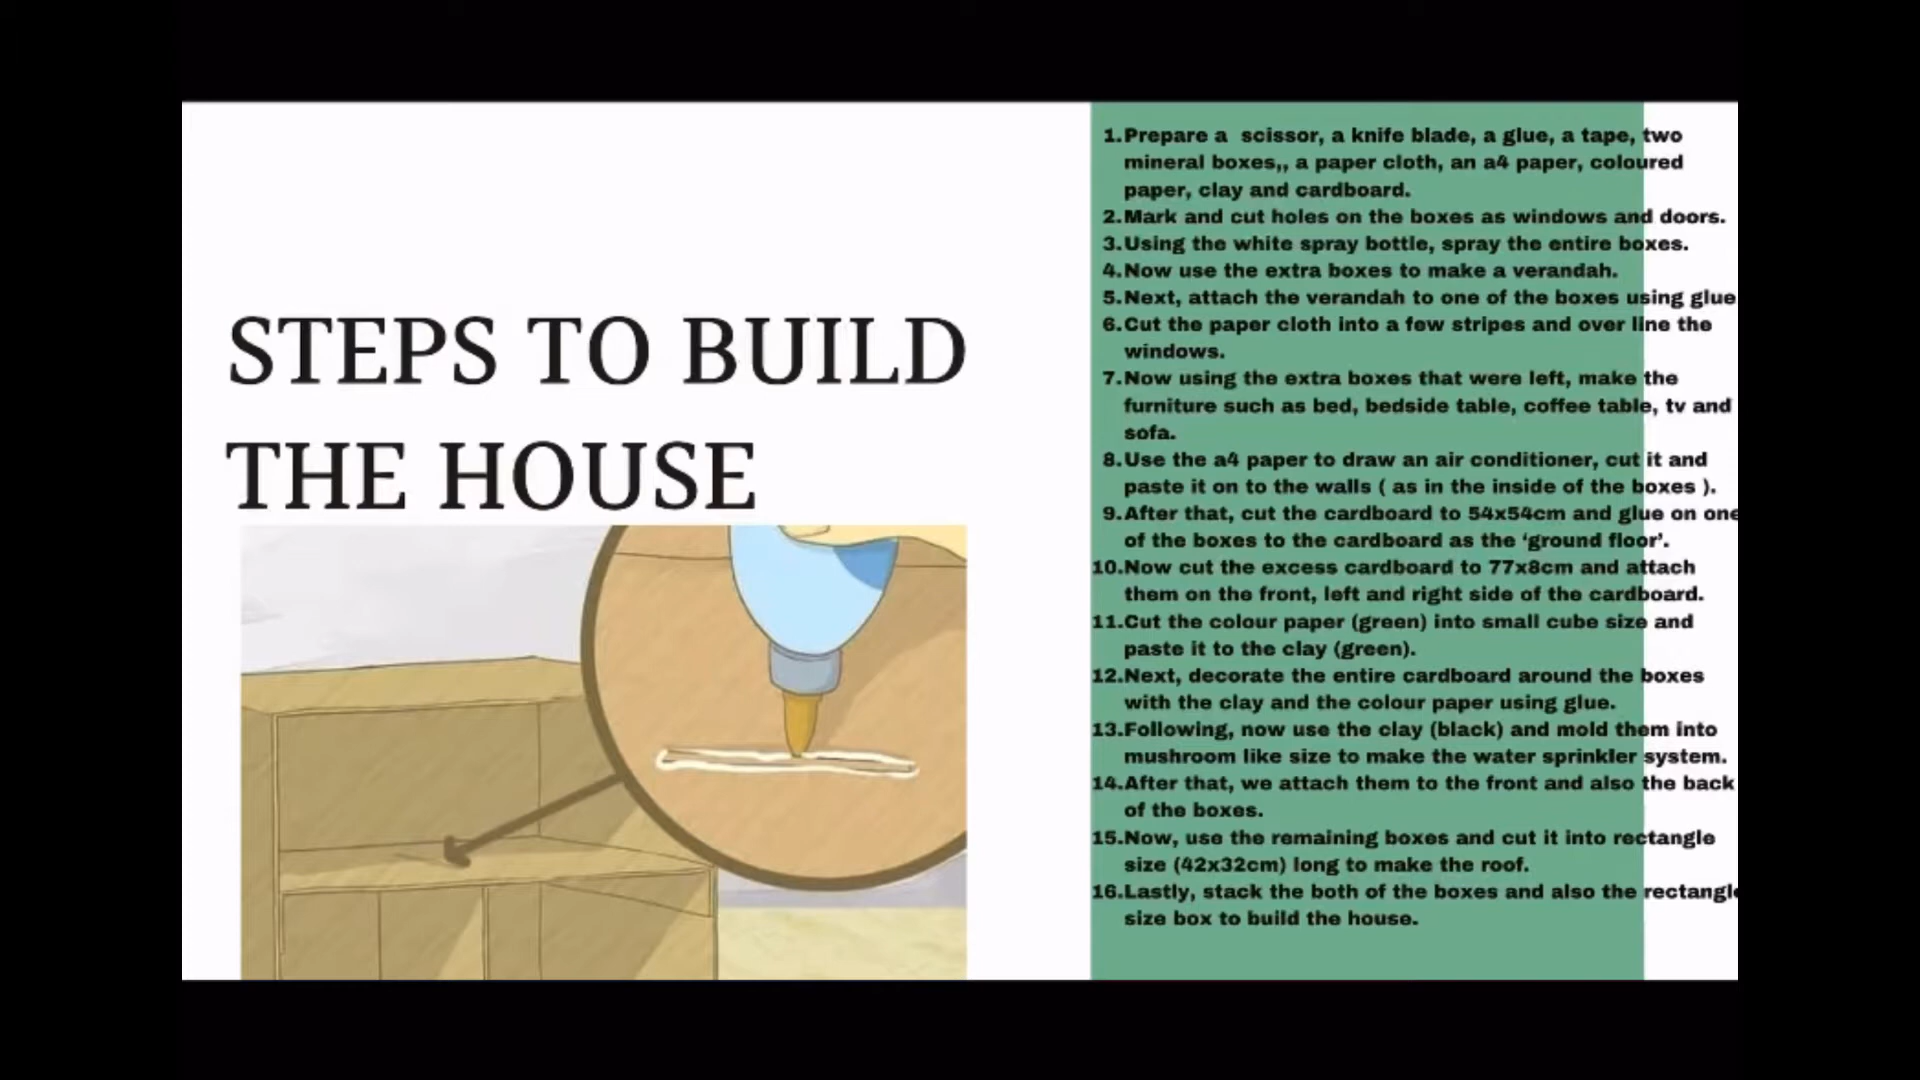 STEPS TO BUILD
THE HOUSE
1.Prepare a scissor, a knife blade, a glue, a tape, two
mineral boxes,, a paper cloth, an a4 paper, coloured
paper, clay and cardboard.
2.Mark and cut holes on the boxes as windows and doors.
3.Using the white spray bottle, spray the entire boxes.
4.Now use the extra boxes to make a verandah.
5.Next, attach the verandah to one of the boxes using glue
6.Cut the paper cloth into a few stripes and over line the
windows.
7.Now using the extra boxes that were left, make the
furniture such as bed, bedside table, coffee table, tv and
sofa.
8.Use the a4 paper to draw an air conditioner, cut it and
paste it on to the walls ( as in the inside of the boxes ).
9.After that, cut the cardboard to 54x54cm and glue on one
of the boxes to the cardboard as the ‘ground floor’.
10.Now cut the excess cardboard to 77x8cm and attach
them on the front, left and right side of the cardboard.
11.Cut the colour paper (green) into small cube size and
paste it to the clay (green).
12.Next, decorate the entire cardboard around the boxes
with the clay and the colour paper using glue.
13.Following, now use the clay (black) and mold them into
mushroom like size to make the water sprinkler system.
14.After that, we attach them to the front and also the back
of the boxes.
15.Now, use the remaining boxes and cut it into rectangle
size (42x32cm) long to make the roof.
16.Lastly, stack the both of the boxes and also the rectangle
size box to build the house.